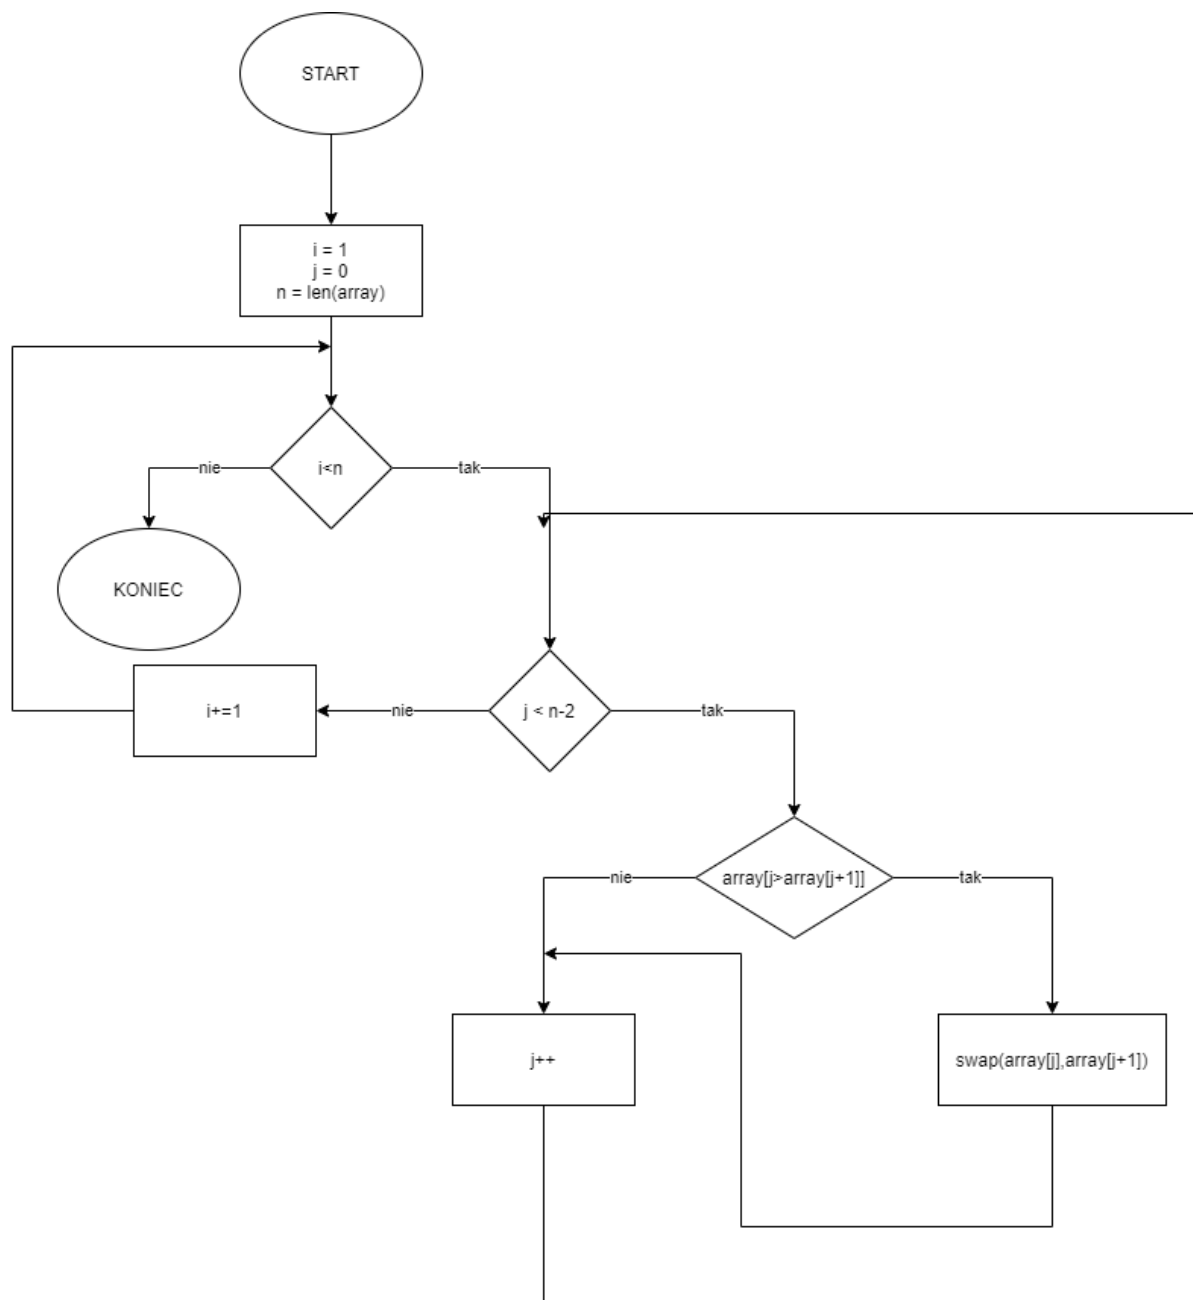 START
i = 1
j = 0
n = len(array)
i<n
nie
tak
KONIEC
i+=1
nie
j < n-2
tak
nie
array[j>array[j+1]]
tak
j++
swap(array[j],array[j+1])